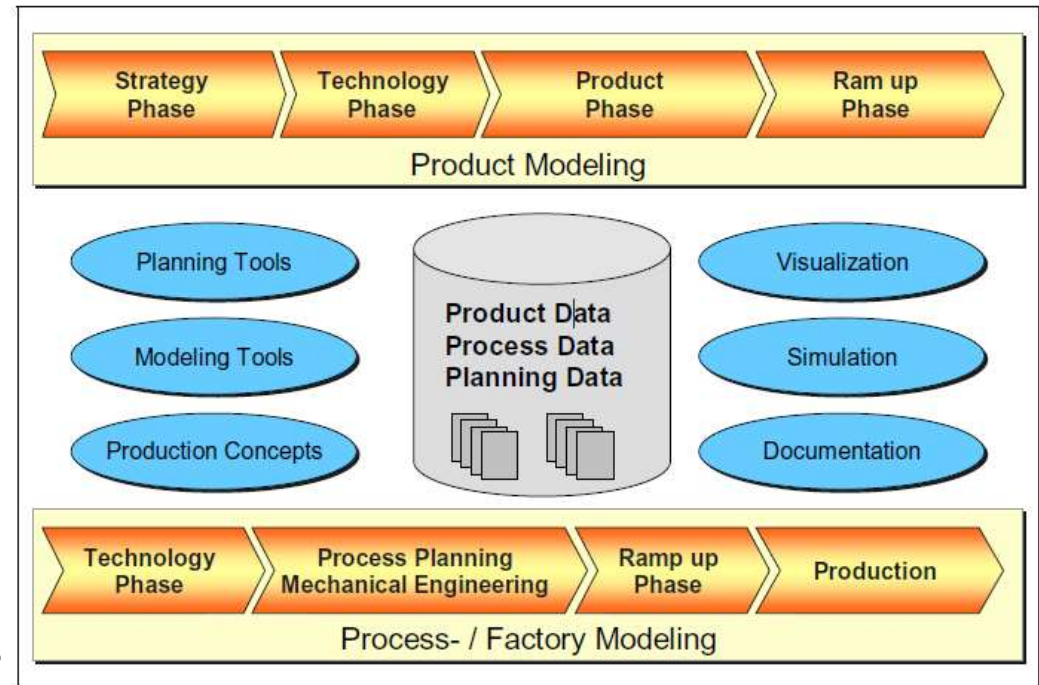 Strategy
Phase
Technology
Phase
Product
Phase
Ram up
Phase
Product Modeling
Planning Tools
Modeling Tools
Production Concepts
Product Data
Process Data
Planning Data
Visualization
Simulation
Documentation
Technology
Phase
Process Planning
Mechanical Engineering
Ramp up
Phase
Production
Process- / Factory Modeling